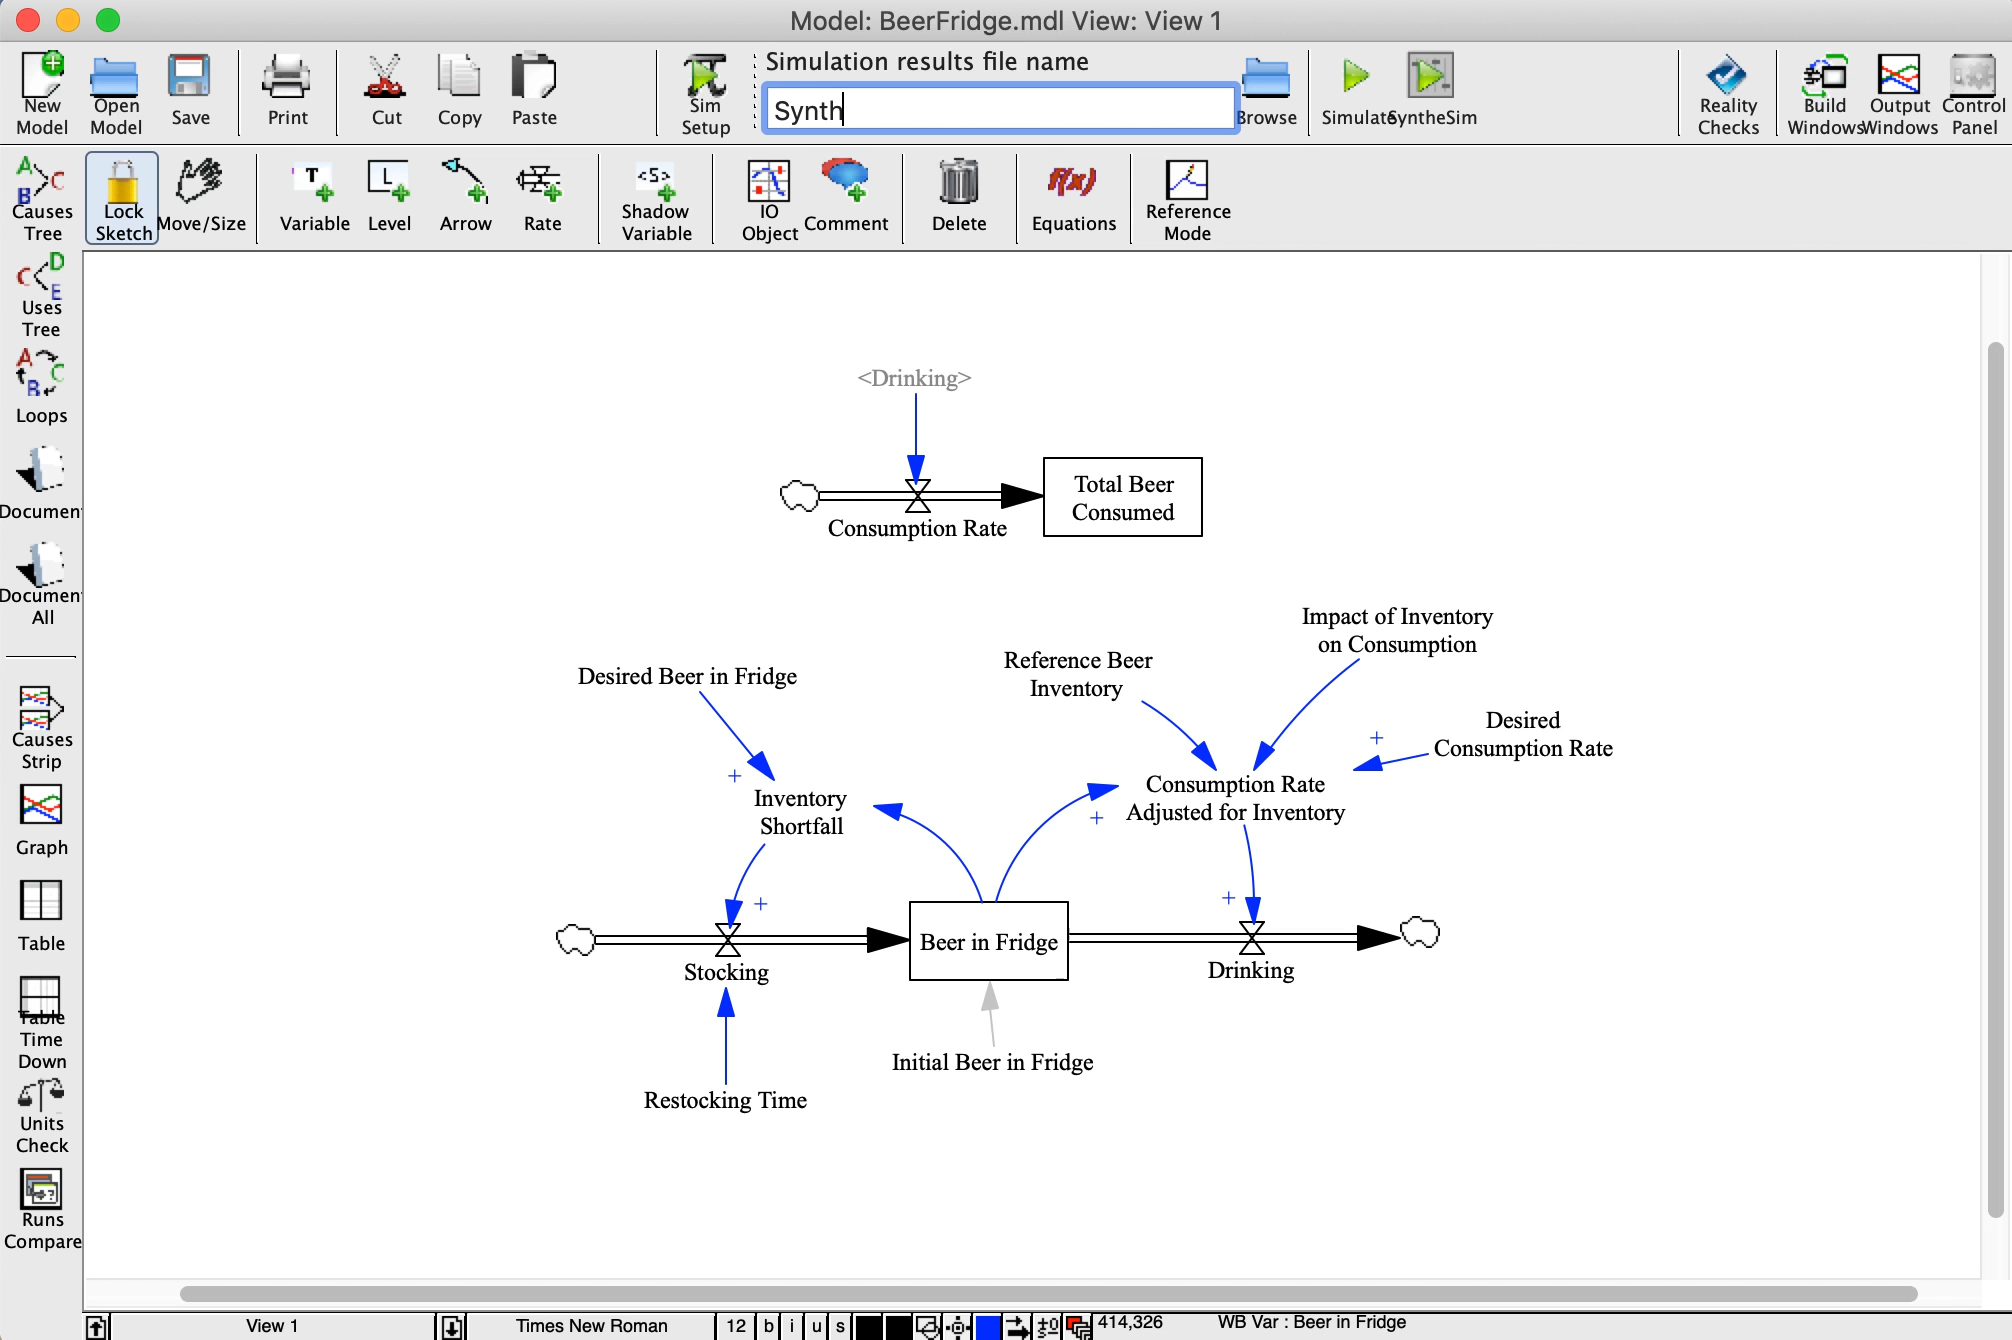 Model: BeerFridge.mdl View: View 1
New Model
Open Model
Save
Print
Cut
Copy
Paste
Sim Setup
Simulation results file name
Synth
Browse
Simulate
SyntheSim
Reality Checks
Build Windows
Output Windows
Control Panel
Causes Tree
Lock Sketch
Move/Size
Variable
Level
Arrow
Rate
Shadow Variable
IO Object
Comment
Delete
Equations
Reference Mode
Uses Tree
Loops
Documen
Documen
All
Causes Strip
Graph
Table
Table Time Down
Units Check
Runs Compare
<Drinking>
Consumption Rate
Total Beer
Consumed
Impact of Inventory
on Consumption
Reference Beer
Inventory
Desired Beer in Fridge
Desired
Consumption Rate
+
+
Inventory
Shortfall
Consumption Rate
Adjusted for Inventory
+
+
+
Beer in Fridge
Stocking
Drinking
Initial Beer in Fridge
Restocking Time
View 1
Times New Roman
12
b
i
u
s
414,326
WB Var : Beer in Fridge